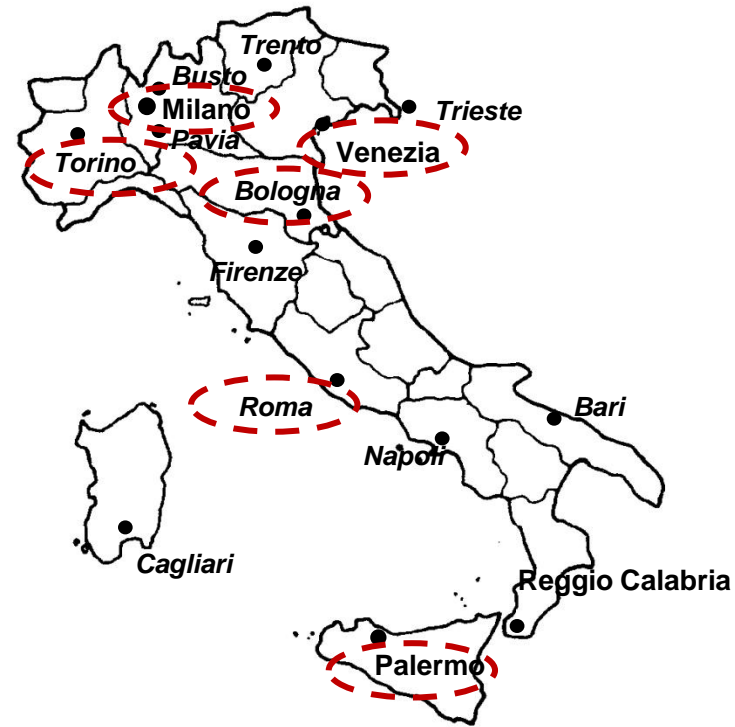 Trento
Busto
Milano
Trieste
Pavia
Venezia
Torino
Bologna
Firenze
Roma
Bari
Napoli
Cagliari
Reggio Calabria
Palermo